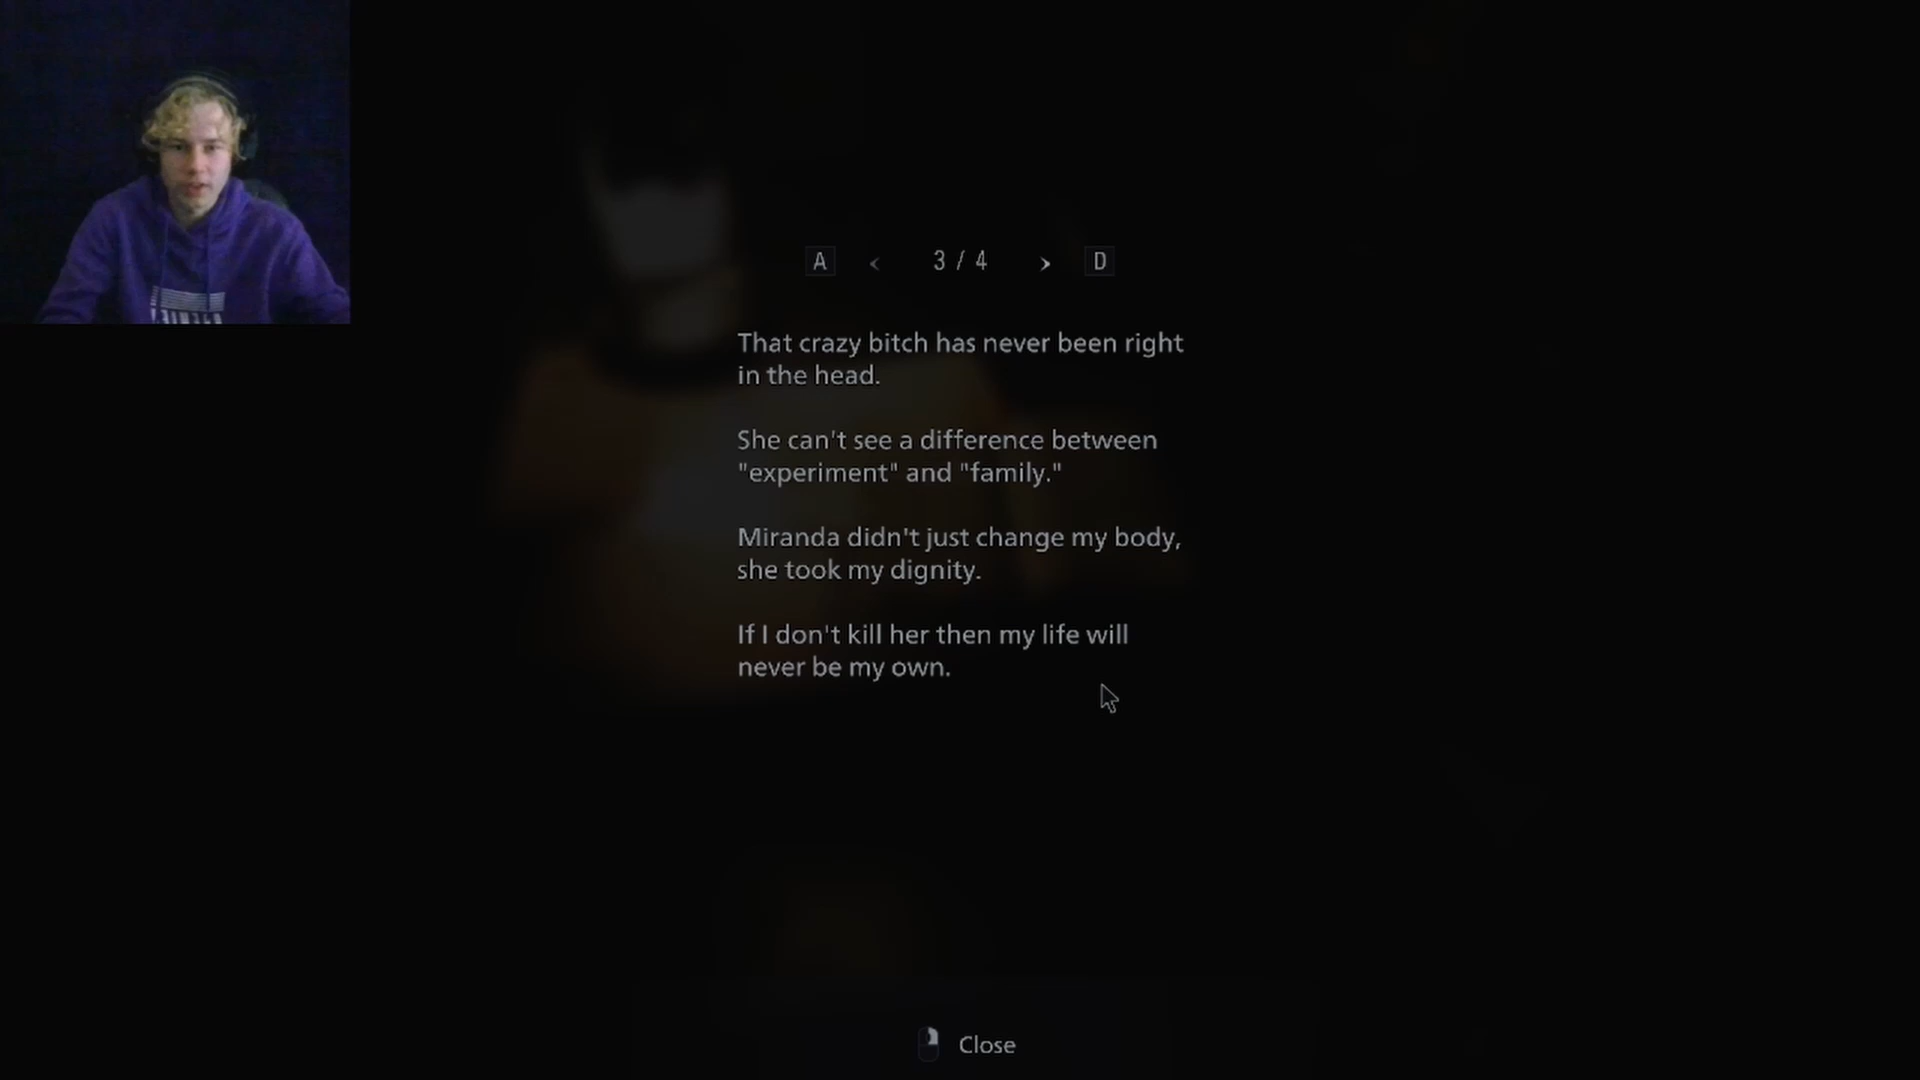 A < 3 / 4 > D
That crazy bitch has never been right
in the head.
She can't see a difference between
"experiment" and "family."
Miranda didn't just change my body,
she took my dignity.
If I don't kill her then my life will
never be my own.
Close